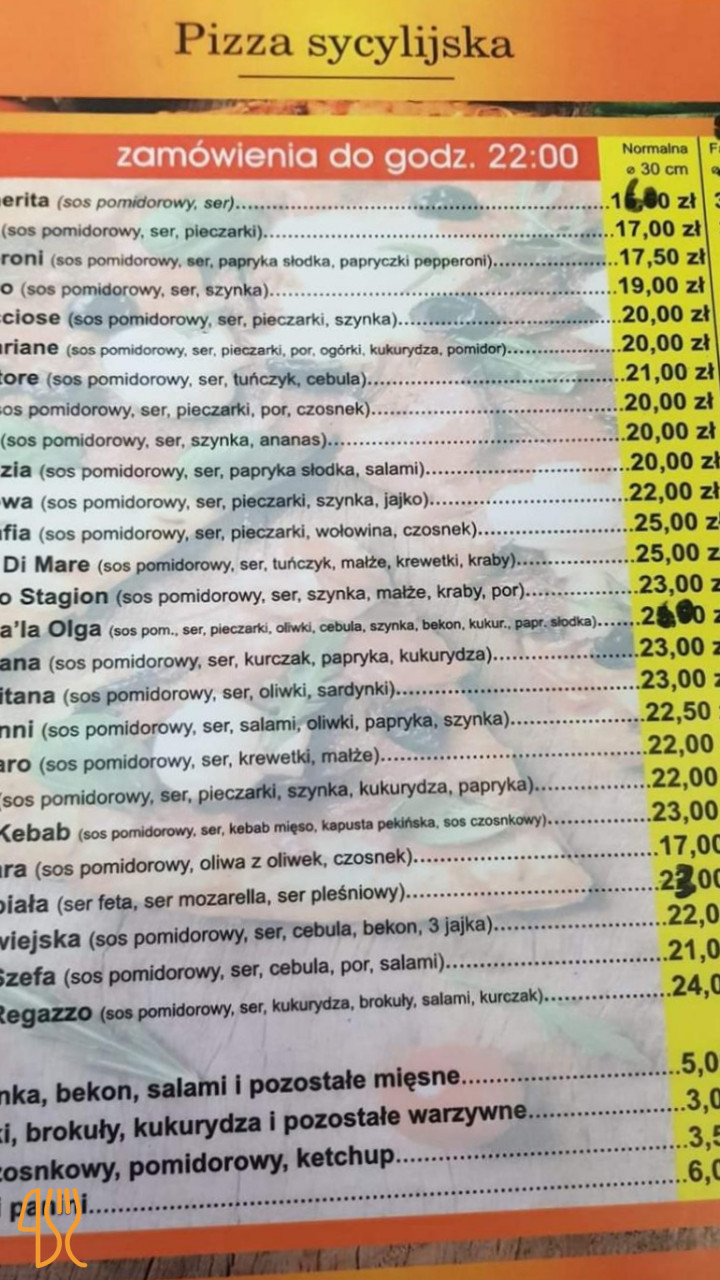 Pizza sycylijska
zamówienia do godz. 22:00
Normalna
⌀ 30 cm
erita (sos pomidorowy, ser) 16,00 zł
(sos pomidorowy, ser, pieczarki) 17,00 zł
roni (sos pomidorowy, ser, papryka słodka, papryczki pepperoni) 17,50 zł
o (sos pomidorowy, ser, szynka) 19,00 zł
ciose (sos pomidorowy, ser, pieczarki, szynka) 20,00 zł
riane (sos pomidorowy, ser, pieczarki, por, ogórki, kukurydza, pomidor) 20,00 zł
tore (sos pomidorowy, ser, tuńczyk, cebula) 21,00 zł
sos pomidorowy, ser, pieczarki, por, czosnek) 20,00 zł
(sos pomidorowy, ser, szynka, ananas) 20,00 zł
zia (sos pomidorowy, ser, papryka słodka, salami) 20,00 zł
wa (sos pomidorowy, ser, pieczarki, szynka, jajko) 22,00 zł
fia (sos pomidorowy, ser, pieczarki, wołowina, czosnek) 25,00 z
Di Mare (sos pomidorowy, ser, tuńczyk, małże, krewetki, kraby) 25,00 z
o Stagion (sos pomidorowy, ser, szynka, małże, kraby, por) 23,00 z
a'la Olga (sos pom., ser, pieczarki, oliwki, cebula, szynka, bekon, kukur., papr. słodka)
ana (sos pomidorowy, ser, kurczak, papryka, kukurydza) 23,00 z
itana (sos pomidorowy, ser, oliwki, sardynki) 23,00 z
nni (sos pomidorowy, ser, salami, oliwki, papryka, szynka) 22,50
aro (sos pomidorowy, ser, krewetki, małże) 22,00
(sos pomidorowy, ser, pieczarki, szynka, kukurydza, papryka) 22,00
Kebab (sos pomidorowy, ser, kebab mięso, kapusta pekińska, sos czosnkowy) 23,00
ra (sos pomidorowy, oliwa z oliwek, czosnek) 17,00
biała (ser feta, ser mozarella, ser pleśniowy) 23,00
wiejska (sos pomidorowy, ser, cebula, bekon, 3 jajka) 22,0
Szefa (sos pomidorowy, ser, cebula, por, salami) 21,0
Regazzo (sos pomidorowy, ser, kukurydza, brokuły, salami, kurczak) 24,0
nka, bekon, salami i pozostałe mięsne 5,0
ki, brokuły, kukurydza i pozostałe warzywne 3,0
zosnkowy, pomidorowy, ketchup 3,5
6,0